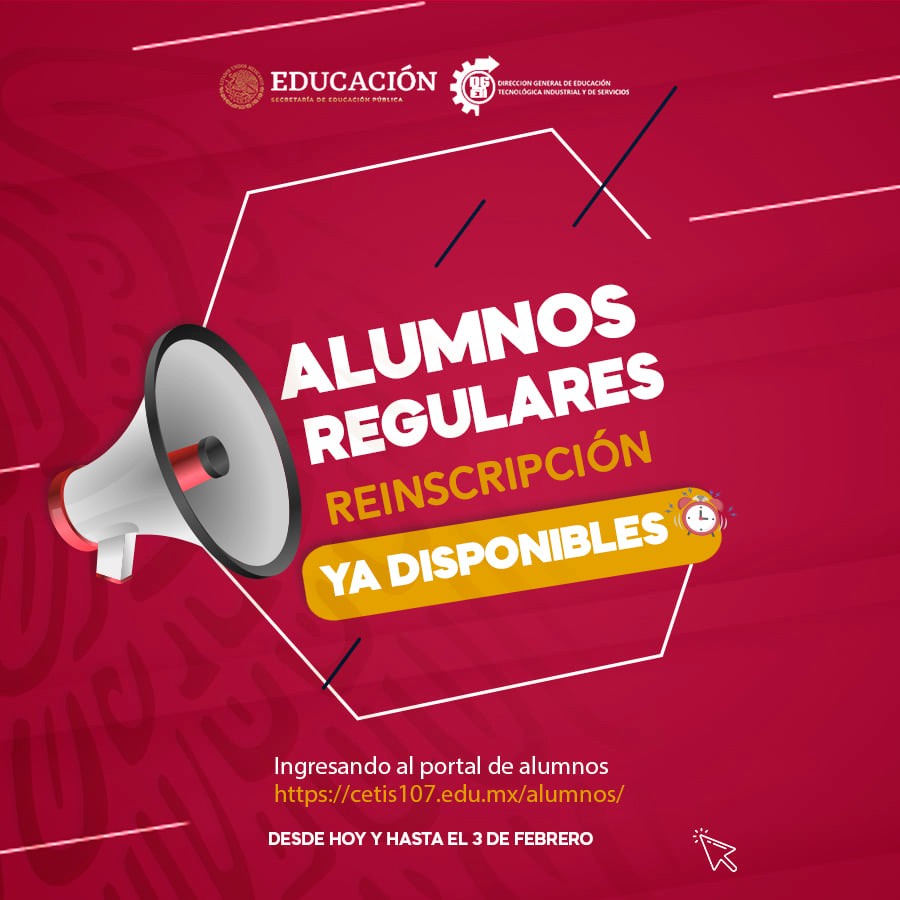 EDUCACIÓN
SECRETARÍA DE EDUCACIÓN PÚBLICA
DIRECCION GENERAL DE EDUCACIÓN
TECNOLÓGICA INDUSTRIAL Y DE SERVICIOS
ALUMNOS
REGULARES
REINSCRIPCIÓN
YA DISPONIBLES
Ingresando al portal de alumnos
https://cetis107.edu.mx/alumnos/
DESDE HOY Y HASTA EL 3 DE FEBRERO